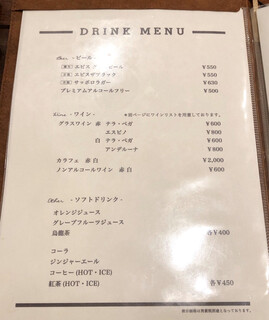 DRINK MENU
Beer - ビール -
ビール ¥550
エビスプラック ¥550
サッポロラガー ¥630
プレミアムアルコールフリー ¥500
Wine - ワイン -
グラスワイン 赤 テラ・ベガ ¥600
エスピノ ¥800
白 テラ・ベガ ¥600
アンデルーナ ¥800
カラフェ 赤 白 ¥2,000
ノンアルコールワイン 赤 白 ¥600
- ソフトドリンク -
オレンジジュース
グレープフルーツジュース
烏龍茶 各¥400
コーラ
ジンジャーエール
コーヒー (HOT・ICE)
紅茶 (HOT・ICE) 各¥450